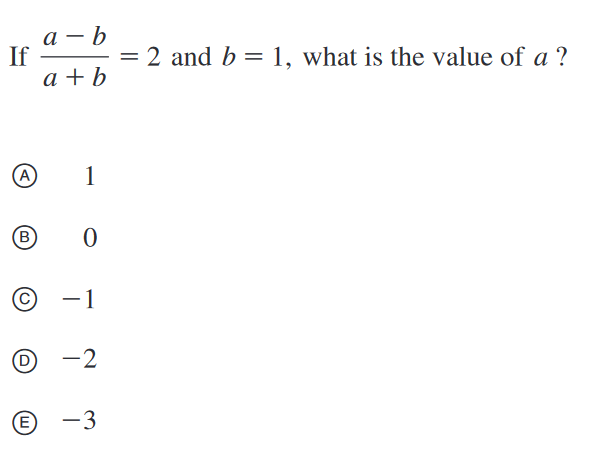 If (a − b)/(a + b) = 2 and b = 1, what is the value of a ?
A 1
B 0
C −1
D −2
E −3